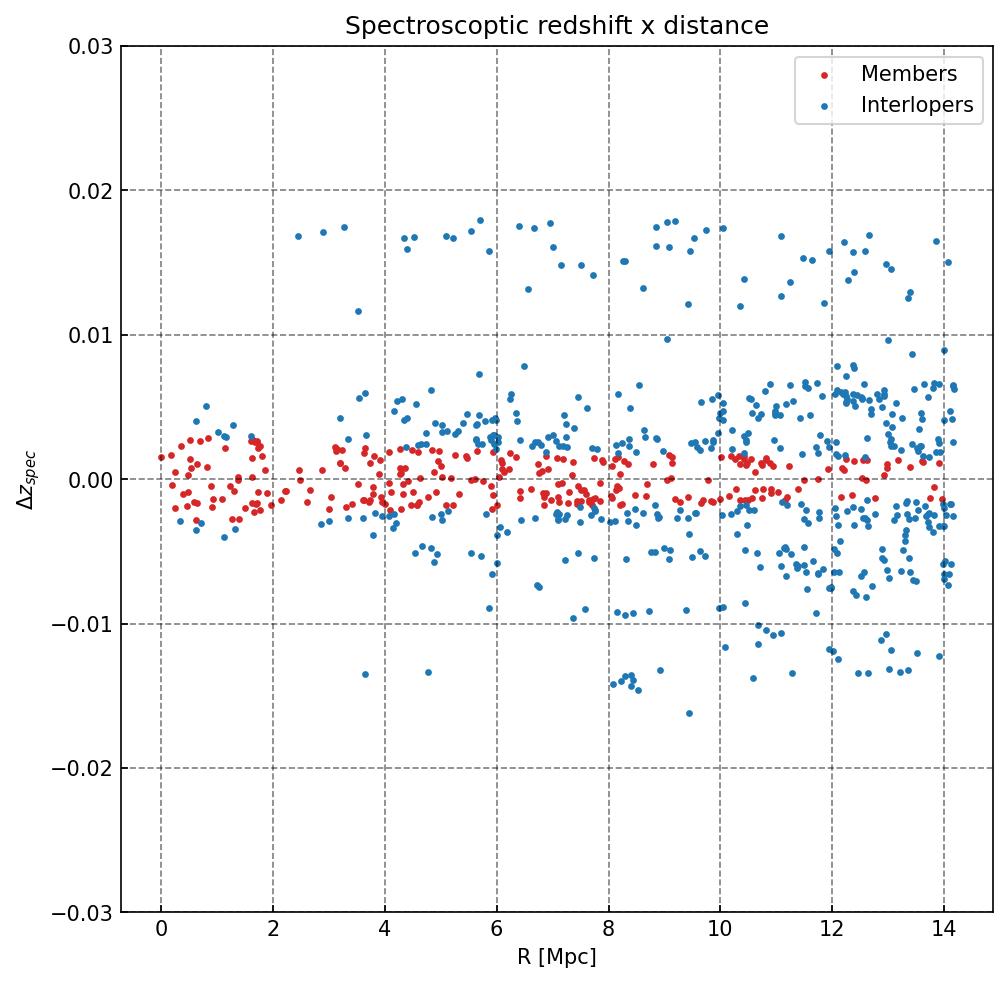 Spectroscoptic redshift x distance
Members
Interlopers
0.03
0.02
0.01
0.00
−0.01
−0.02
−0.03
Δz_spec
0 2 4 6 8 10 12 14
R [Mpc]